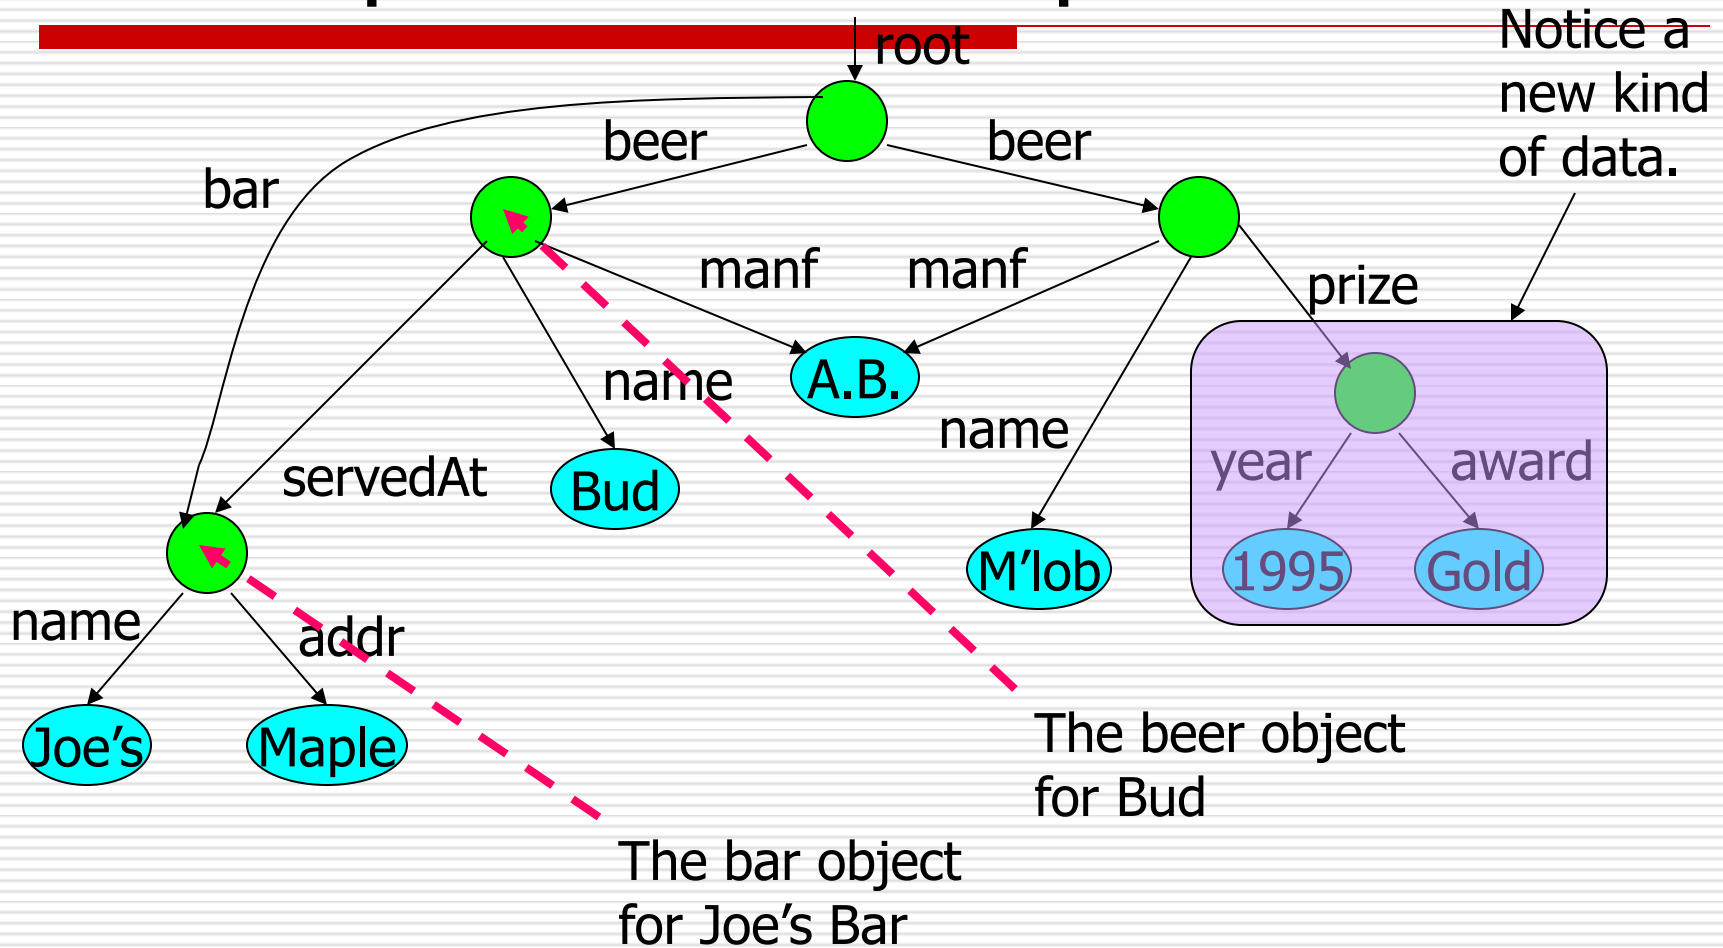 root
Notice a
new kind
of data.
beer
beer
bar
manf
manf
prize
name
A.B.
name
servedAt
Bud
year
award
M’lob
1995
Gold
name
addr
Joe’s
Maple
The beer object
for Bud
The bar object
for Joe’s Bar